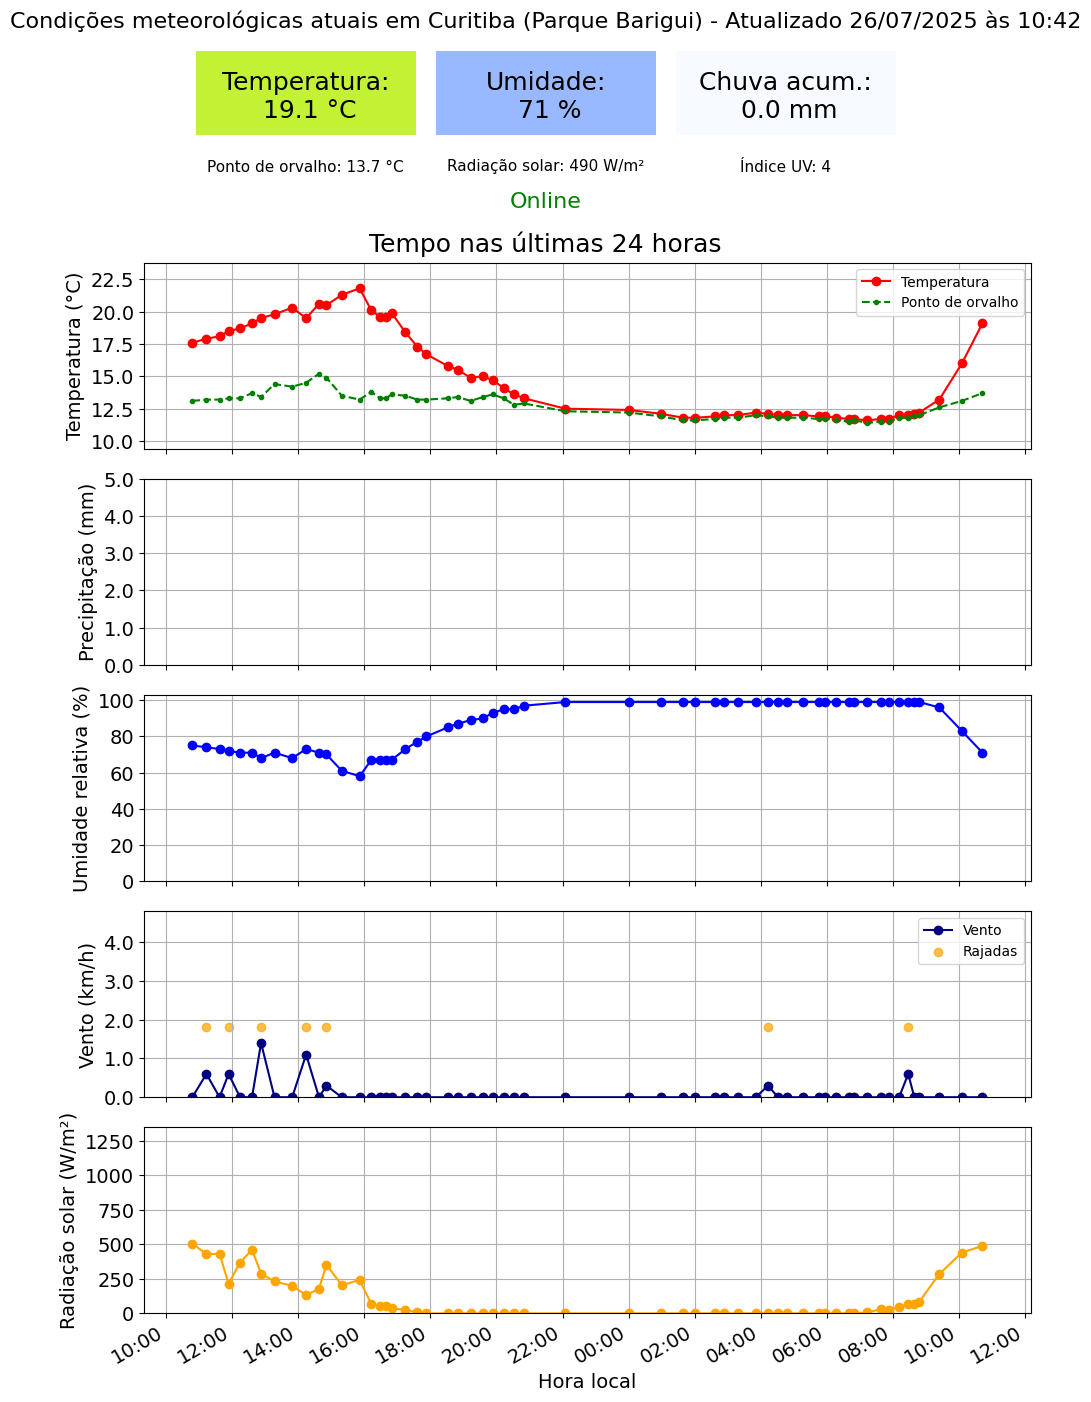 Condições meteorológicas atuais em Curitiba (Parque Barigui) - Atualizado 26/07/2025 às 10:42
Temperatura:
19.1 °C
Umidade:
71 %
Chuva acum.:
0.0 mm
Ponto de orvalho: 13.7 °C
Radiação solar: 490 W/m²
Índice UV: 4
Online
Tempo nas últimas 24 horas
Temperatura (°C)
22.5
20.0
17.5
15.0
12.5
10.0
Temperatura
Ponto de orvalho
Precipitação (mm)
5.0
4.0
3.0
2.0
1.0
0.0
Umidade relativa (%)
100
80
60
40
20
0
Vento (km/h)
4.0
3.0
2.0
1.0
0.0
Vento
Rajadas
Radiação solar (W/m²)
1250
1000
750
500
250
0
10:00
12:00
14:00
16:00
18:00
20:00
22:00
00:00
02:00
04:00
06:00
08:00
10:00
12:00
Hora local